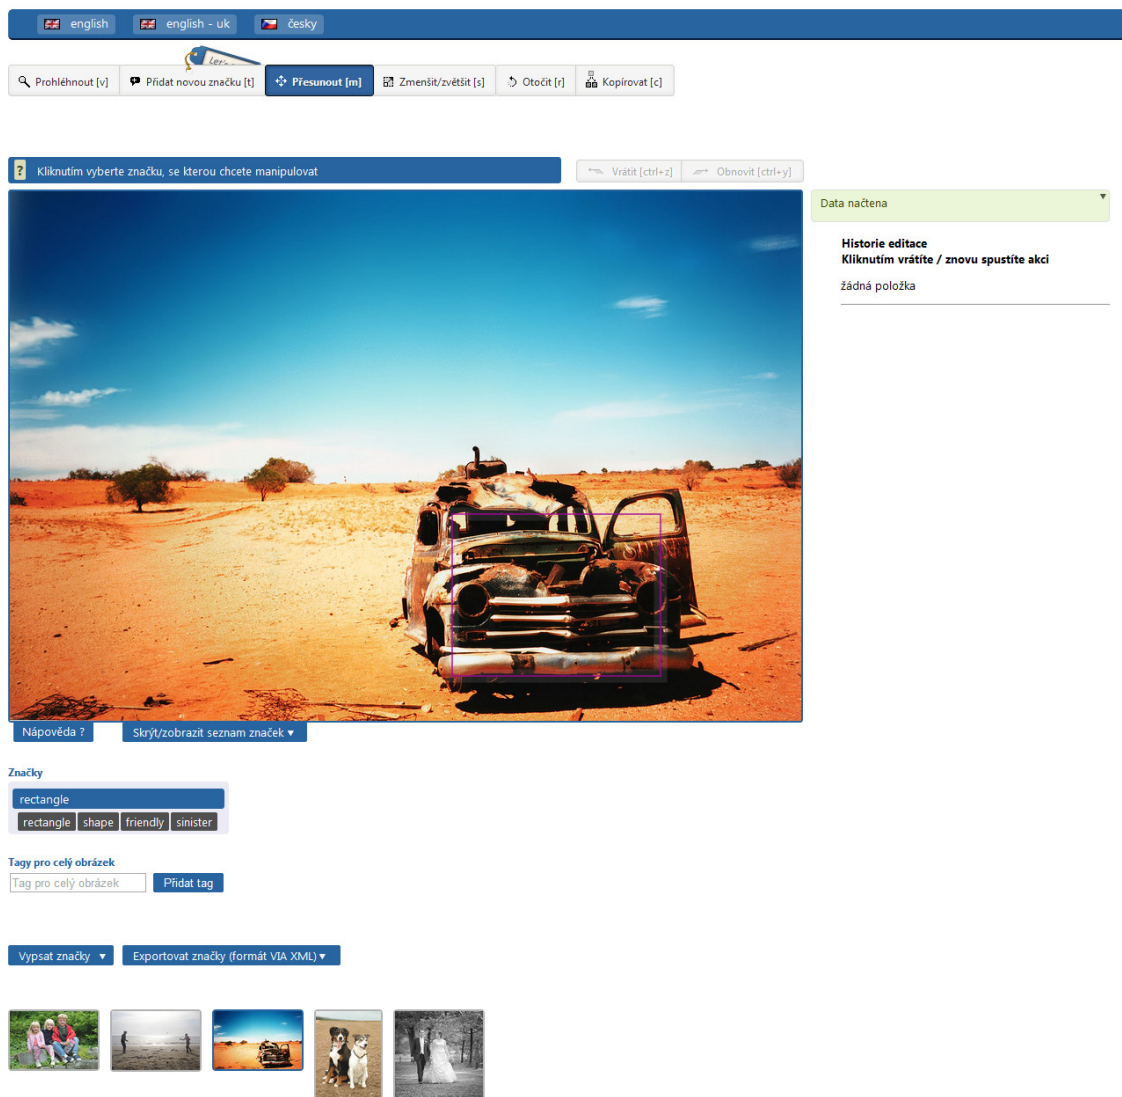 english english - uk česky
Let's
Prohléhnout [v] Přidat novou značku [t] Přesunout [m] Zmenšit/zvětšit [s] Otočit [r] Kopírovat [c]
? Kliknutím vyberte značku, se kterou chcete manipulovat Vrátit [ctrl+z] Obnovit [ctrl+y]
Data načtena
Historie editace
Kliknutím vrátíte / znovu spustíte akci
žádná položka
Nápověda ? Skrýt/zobrazit seznam značek ▾
Značky
rectangle
rectangle shape friendly sinister
Tagy pro celý obrázek
Tag pro celý obrázek Přidat tag
Vypsat značky ▾ Exportovat značky (formát VIA XML) ▾